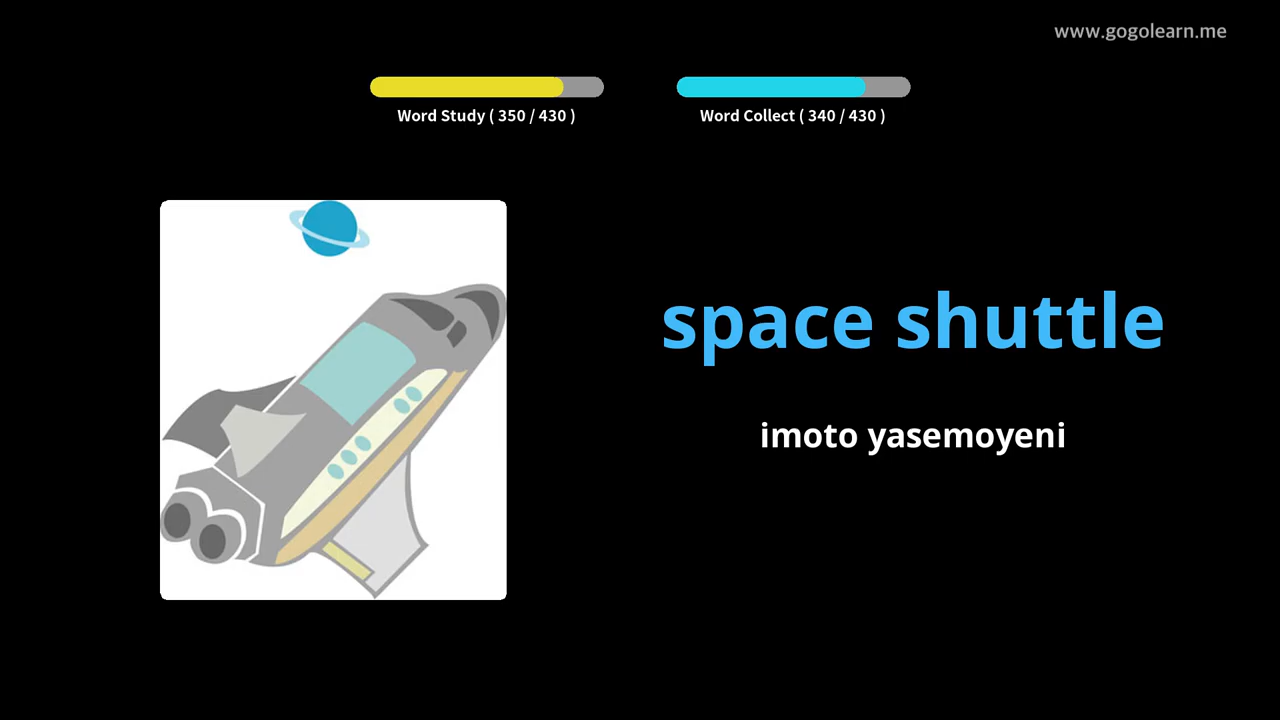 www.gogolearn.me
Word Study ( 350 / 430 )
Word Collect ( 340 / 430 )
space shuttle
imoto yasemoyeni